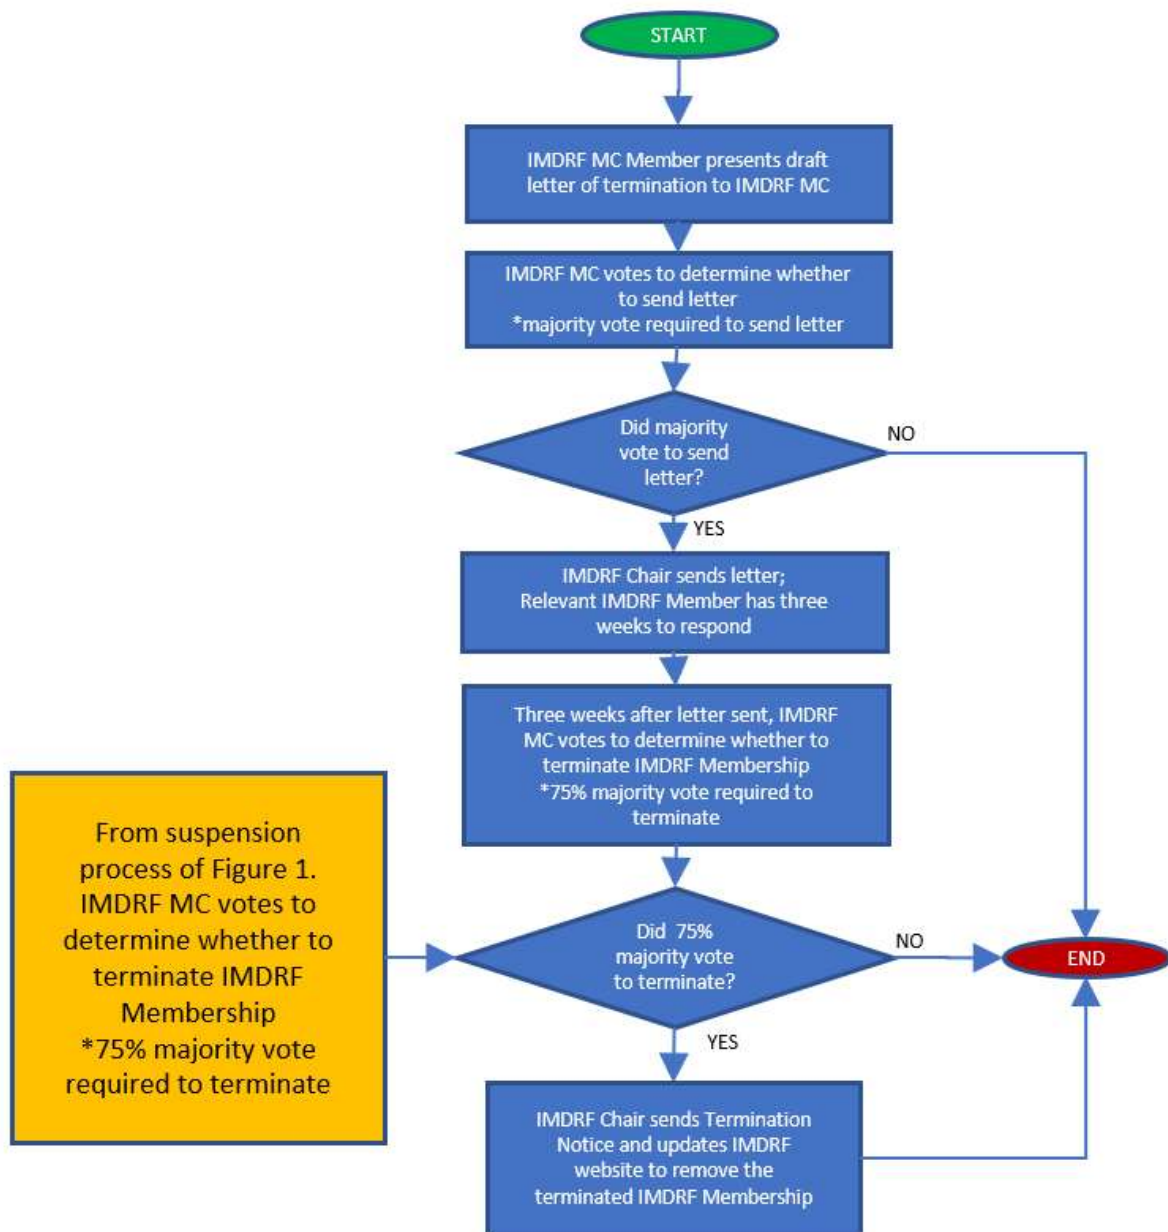 START
IMDRF MC Member presents draft
letter of termination to IMDRF MC
IMDRF MC votes to determine whether
to send letter
*majority vote required to send letter
Did majority
vote to send
letter?
NO
YES
IMDRF Chair sends letter;
Relevant IMDRF Member has three
weeks to respond
Three weeks after letter sent, IMDRF
MC votes to determine whether to
terminate IMDRF Membership
*75% majority vote required to
terminate
From suspension
process of Figure 1.
IMDRF MC votes to
determine whether to
terminate IMDRF
Membership
*75% majority vote
required to terminate
Did 75%
majority vote
to terminate?
NO
END
YES
IMDRF Chair sends Termination
Notice and updates IMDRF
website to remove the
terminated IMDRF Membership